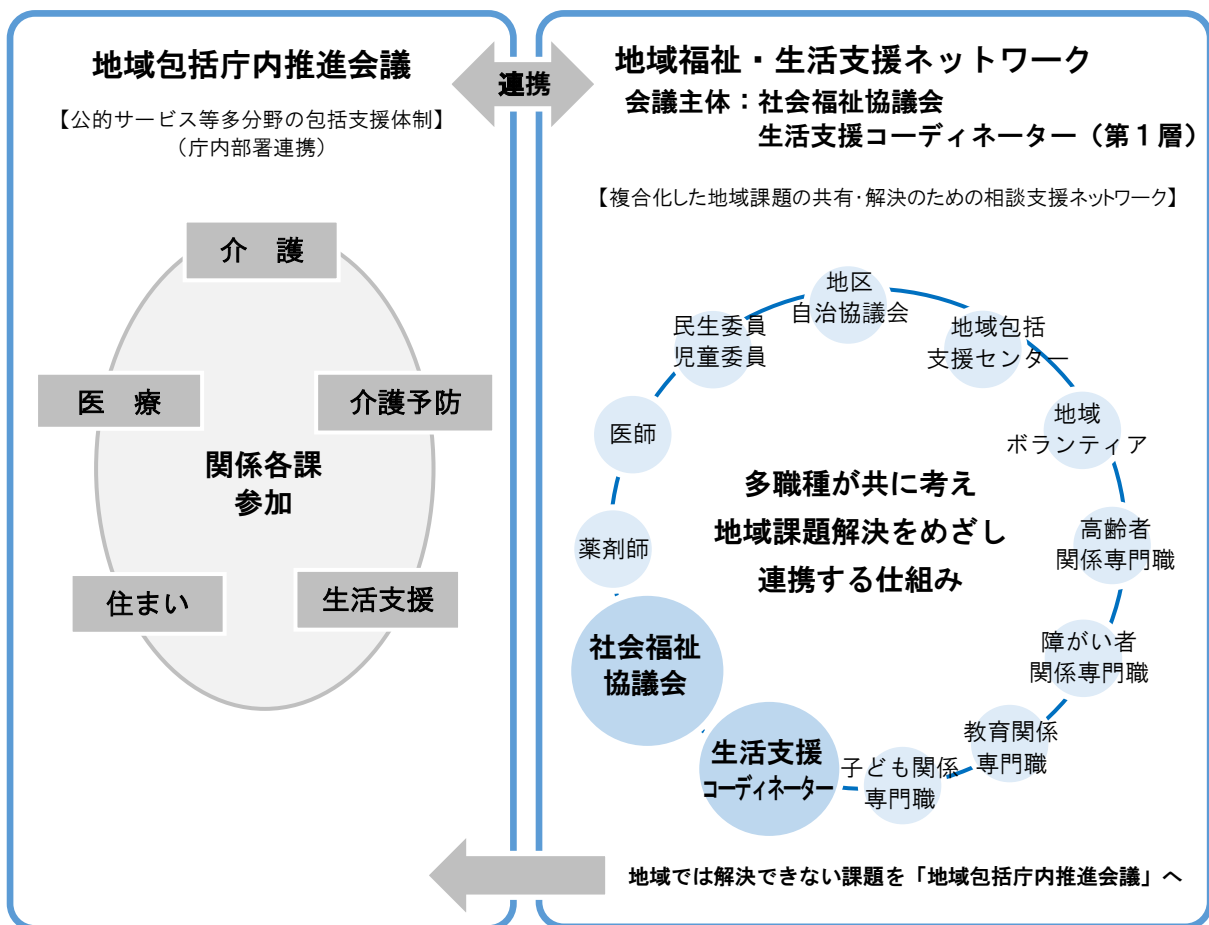 地域包括庁内推進会議
【公的サービス等多分野の包括支援体制】
（庁内部署連携）
介　護
医　療
介護予防
関係各課
参加
住まい
生活支援
連携
地域福祉・生活支援ネットワーク
会議主体：社会福祉協議会
生活支援コーディネーター（第１層）
【複合化した地域課題の共有・解決のための相談支援ネットワーク】
地区
自治協議会
民生委員
児童委員
地域包括
支援センター
医師
地域
ボランティア
薬剤師
高齢者
関係専門職
多職種が共に考え
地域課題解決をめざし
連携する仕組み
社会福祉
協議会
障がい者
関係専門職
生活支援
コーディネーター
子ども関係
専門職
教育関係
専門職
地域では解決できない課題を「地域包括庁内推進会議」へ